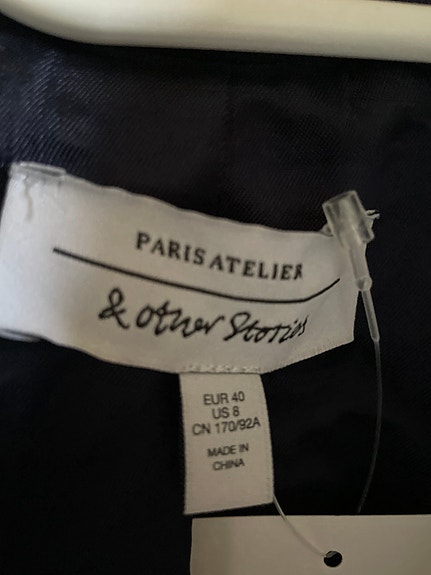 PARIS ATELIER
& other Stories
EUR 40
US 8
CN 170/92A
MADE IN
CHINA